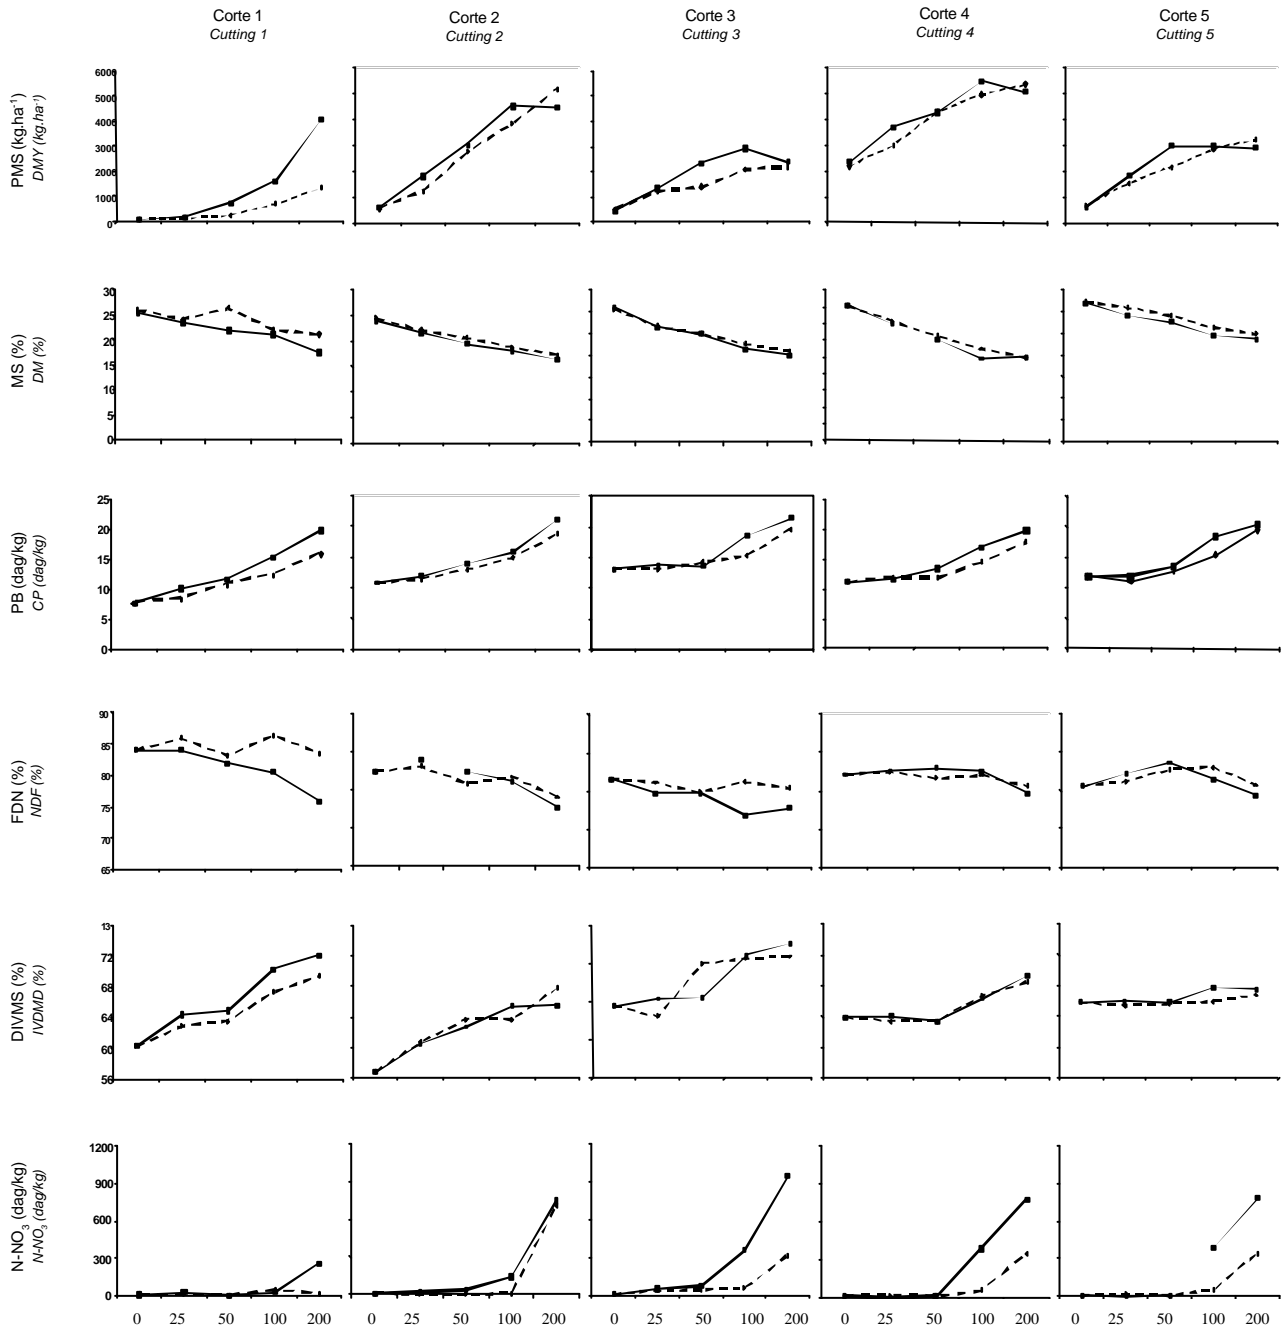 Corte 1 Corte 2 Corte 3 Corte 4 Corte 5
Cutting 1 Cutting 2 Cutting 3 Cutting 4 Cutting 5
PMS (kg.ha⁻¹)
DMY (kg.ha⁻¹)
6000
5000
4000
3000
2000
1000
0
MS (%)
DM (%)
30
25
20
15
10
5
0
PB (dag/kg)
CP (dag/kg)
25
20
15
10
5
0
FDN (%)
NDF (%)
90
85
80
75
70
65
DIVMS (%)
IVDMD (%)
13
72
68
64
60
56
N-NO₃ (dag/kg)
N-NO₃ (dag/kg)
1200
900
600
300
0
0 25 50 100 200 0 25 50 100 200 0 25 50 100 200 0 25 50 100 200 0 25 50 100 200